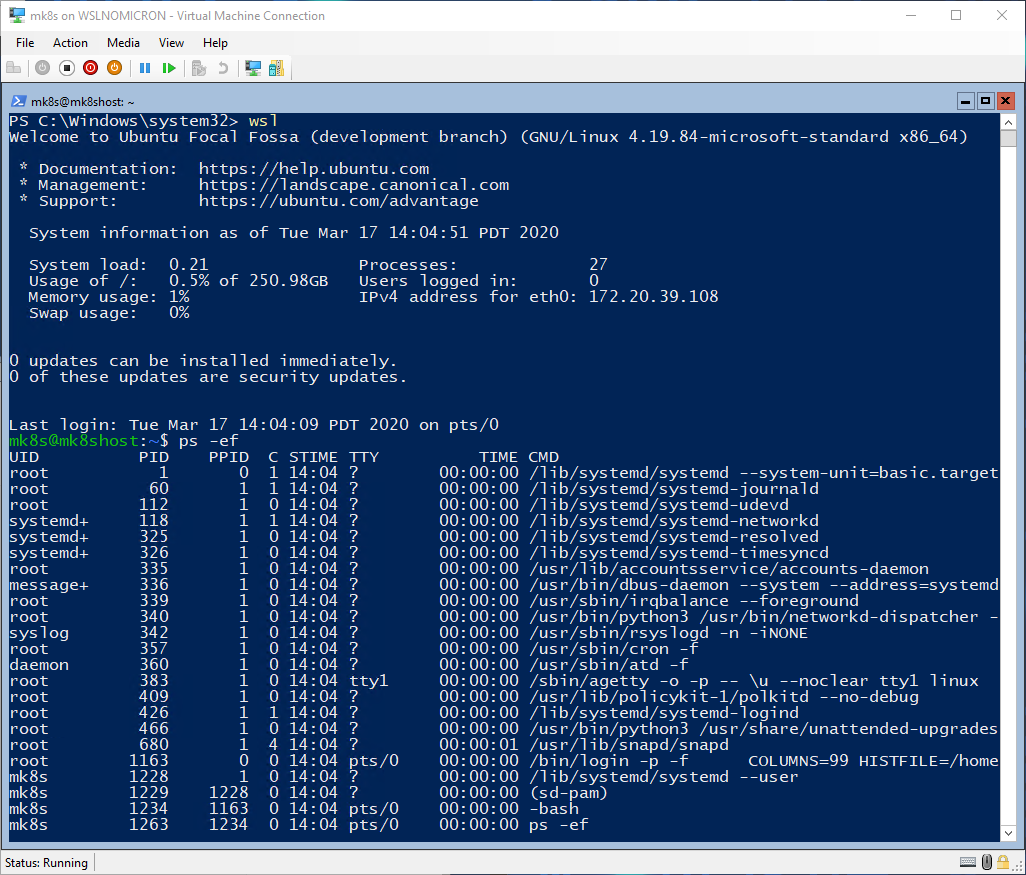 mk8s on WSLNOMICRON - Virtual Machine Connection
File Action Media View Help
mk8s@mk8shost: ~
PS C:\Windows\system32> wsl
Welcome to Ubuntu Focal Fossa (development branch) (GNU/Linux 4.19.84-microsoft-standard x86_64)
* Documentation: https://help.ubuntu.com
* Management: https://landscape.canonical.com
* Support: https://ubuntu.com/advantage
System information as of Tue Mar 17 14:04:51 PDT 2020
System load: 0.21 Processes: 27
Usage of /: 0.5% of 250.98GB Users logged in: 0
Memory usage: 1% IPv4 address for eth0: 172.20.39.108
Swap usage: 0%
0 updates can be installed immediately.
0 of these updates are security updates.
Last login: Tue Mar 17 14:04:09 PDT 2020 on pts/0
mk8s@mk8shost:~$ ps -ef
UID PID PPID C STIME TTY TIME CMD
root 1 0 1 14:04 ? 00:00:00 /lib/systemd/systemd --system-unit=basic.target
root 60 1 1 14:04 ? 00:00:00 /lib/systemd/systemd-journald
root 112 1 0 14:04 ? 00:00:00 /lib/systemd/systemd-udevd
systemd+ 118 1 1 14:04 ? 00:00:00 /lib/systemd/systemd-networkd
systemd+ 325 1 0 14:04 ? 00:00:00 /lib/systemd/systemd-resolved
systemd+ 326 1 0 14:04 ? 00:00:00 /lib/systemd/systemd-timesyncd
root 335 1 0 14:04 ? 00:00:00 /usr/lib/accountsservice/accounts-daemon
message+ 336 1 0 14:04 ? 00:00:00 /usr/bin/dbus-daemon --system --address=systemd
root 339 1 0 14:04 ? 00:00:00 /usr/sbin/irqbalance --foreground
root 340 1 0 14:04 ? 00:00:00 /usr/bin/python3 /usr/bin/networkd-dispatcher -
syslog 342 1 0 14:04 ? 00:00:00 /usr/sbin/rsyslogd -n -iNONE
root 357 1 0 14:04 ? 00:00:00 /usr/sbin/cron -f
daemon 360 1 0 14:04 ? 00:00:00 /usr/sbin/atd -f
root 383 1 0 14:04 tty1 00:00:00 /sbin/agetty -o -p -- \u --noclear tty1 linux
root 409 1 0 14:04 ? 00:00:00 /usr/lib/policykit-1/polkitd --no-debug
root 426 1 1 14:04 ? 00:00:00 /lib/systemd/systemd-logind
root 466 1 0 14:04 ? 00:00:00 /usr/bin/python3 /usr/share/unattended-upgrades
root 680 1 4 14:04 ? 00:00:01 /usr/lib/snapd/snapd
root 1163 0 0 14:04 pts/0 00:00:00 /bin/login -p -f COLUMNS=99 HISTFILE=/home
mk8s 1228 1 0 14:04 ? 00:00:00 /lib/systemd/systemd --user
mk8s 1229 1228 0 14:04 ? 00:00:00 (sd-pam)
mk8s 1234 1163 0 14:04 pts/0 00:00:00 -bash
mk8s 1263 1234 0 14:04 pts/0 00:00:00 ps -ef
Status: Running